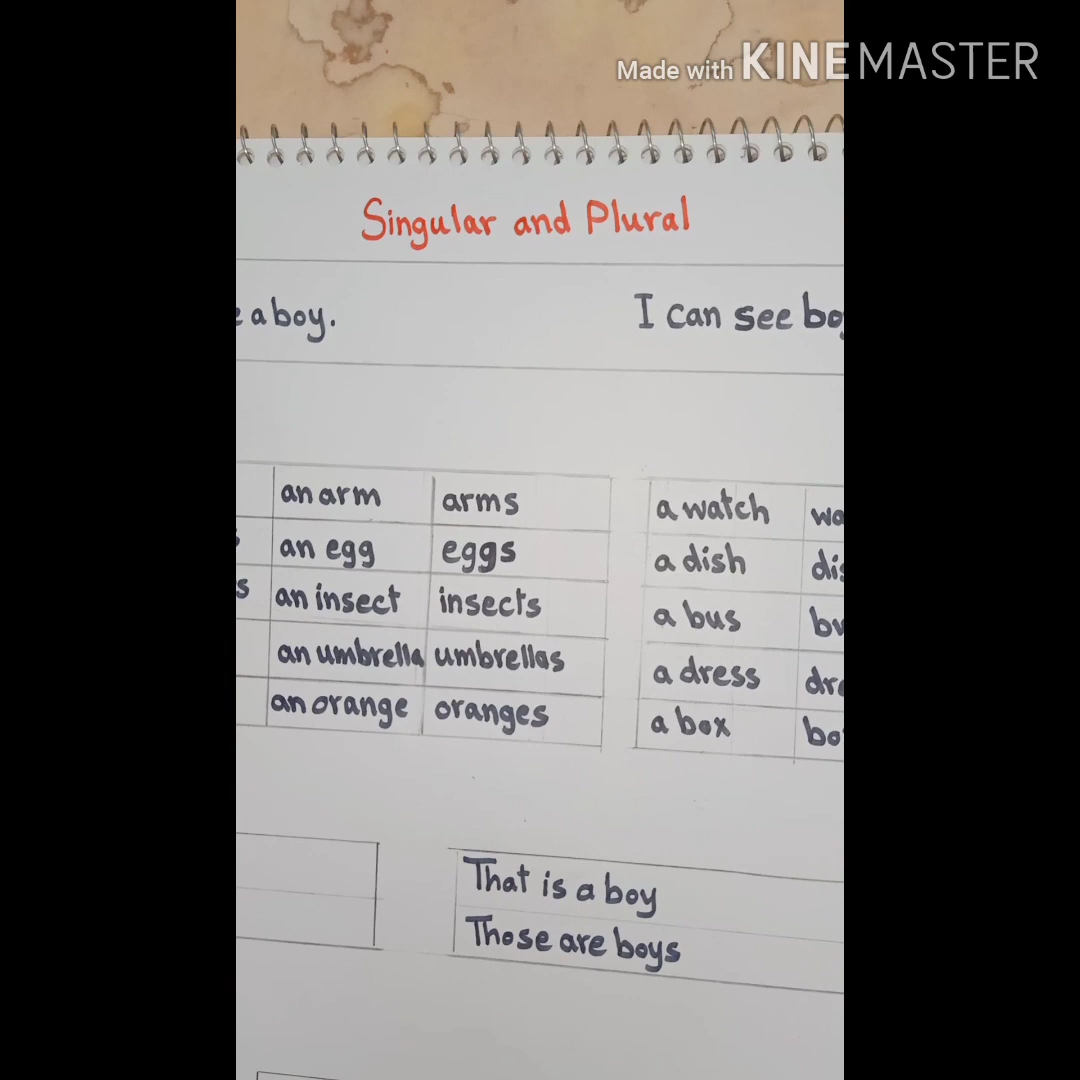 Made with KINEMASTER
Singular and Plural
a boy. I can see
an arm arms a watch
an egg eggs a dish
s an insect insects a bus
an umbrella umbrellas a dress
an orange oranges a box
That is a boy
Those are boys